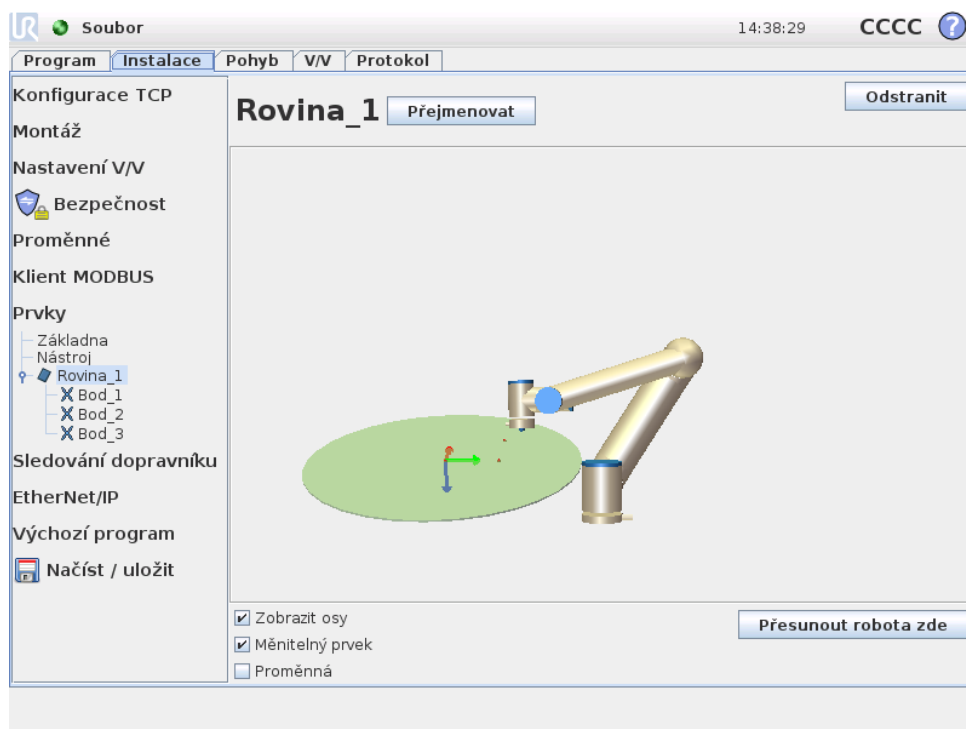 UR Soubor 14:38:29 CCCC ?
Program Instalace Pohyb V/V Protokol
Konfigurace TCP
Montáž
Nastavení V/V
Bezpečnost
Proměnné
Klient MODBUS
Prvky
Základna
Nástroj
Rovina_1
Bod_1
Bod_2
Bod_3
Sledování dopravníku
EtherNet/IP
Výchozí program
Načíst / uložit
Rovina_1 Přejmenovat Odstranit
Zobrazit osy
Měnitelný prvek
Proměnná
Přesunout robota zde